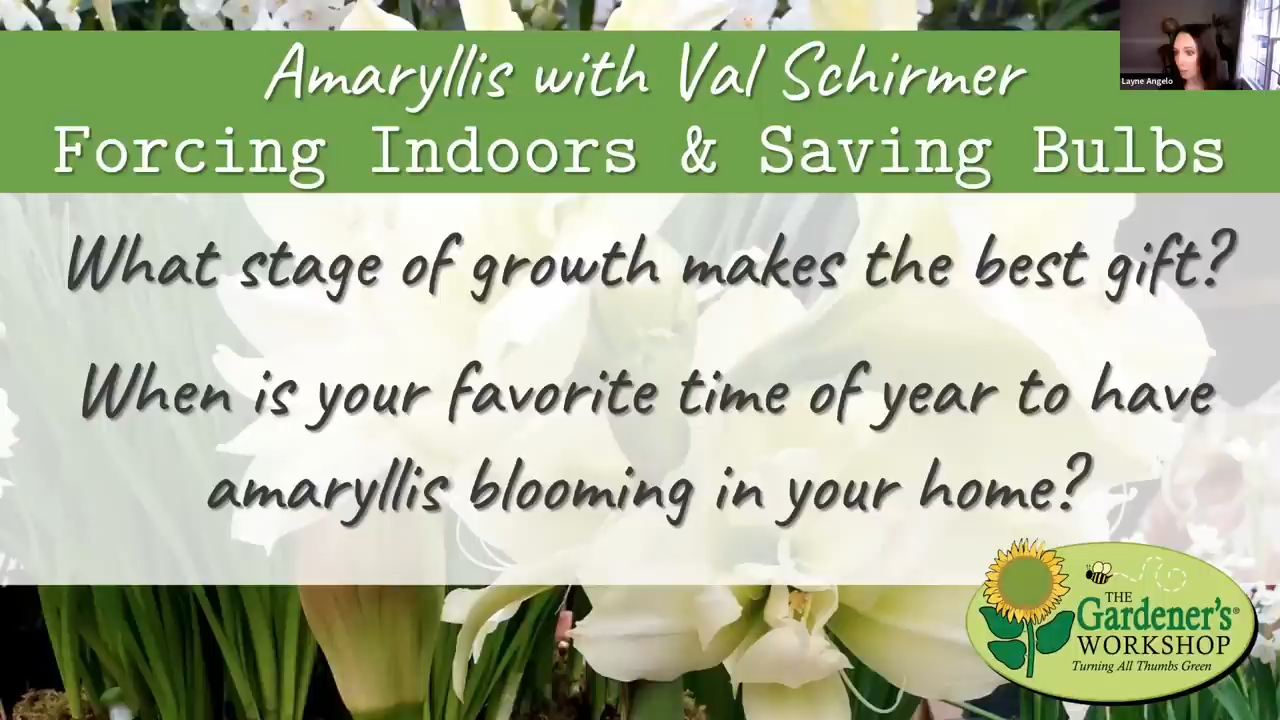 Amaryllis with Val Schirmer
Layne Angelo
Forcing Indoors & Saving Bulbs
What stage of growth makes the best gift?
When is your favorite time of year to have
amaryllis blooming in your home?
THE
Gardener's®
WORKSHOP
Turning All Thumbs Green